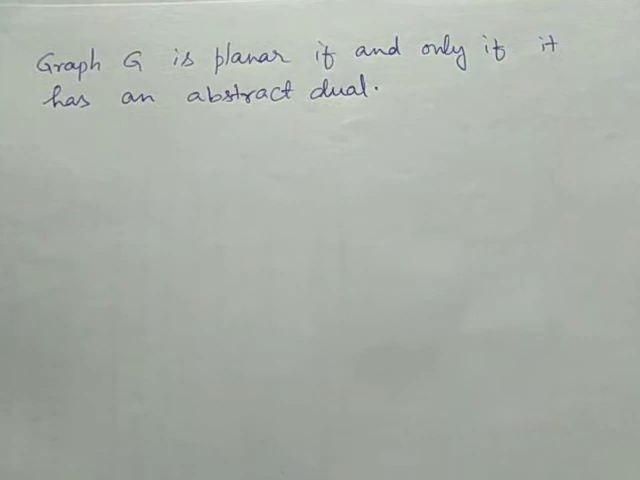 Graph G is planar if and only if it
has an abstract dual.